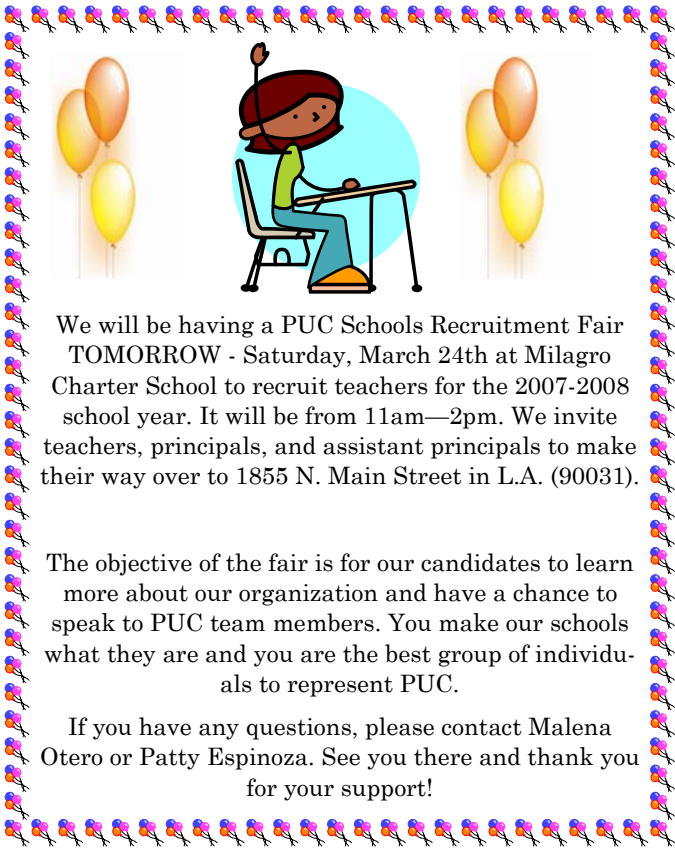 We will be having a PUC Schools Recruitment Fair
TOMORROW - Saturday, March 24th at Milagro
Charter School to recruit teachers for the 2007-2008
school year. It will be from 11am—2pm. We invite
teachers, principals, and assistant principals to make
their way over to 1855 N. Main Street in L.A. (90031).
The objective of the fair is for our candidates to learn
more about our organization and have a chance to
speak to PUC team members. You make our schools
what they are and you are the best group of individu-
als to represent PUC.
If you have any questions, please contact Malena
Otero or Patty Espinoza. See you there and thank you
for your support!